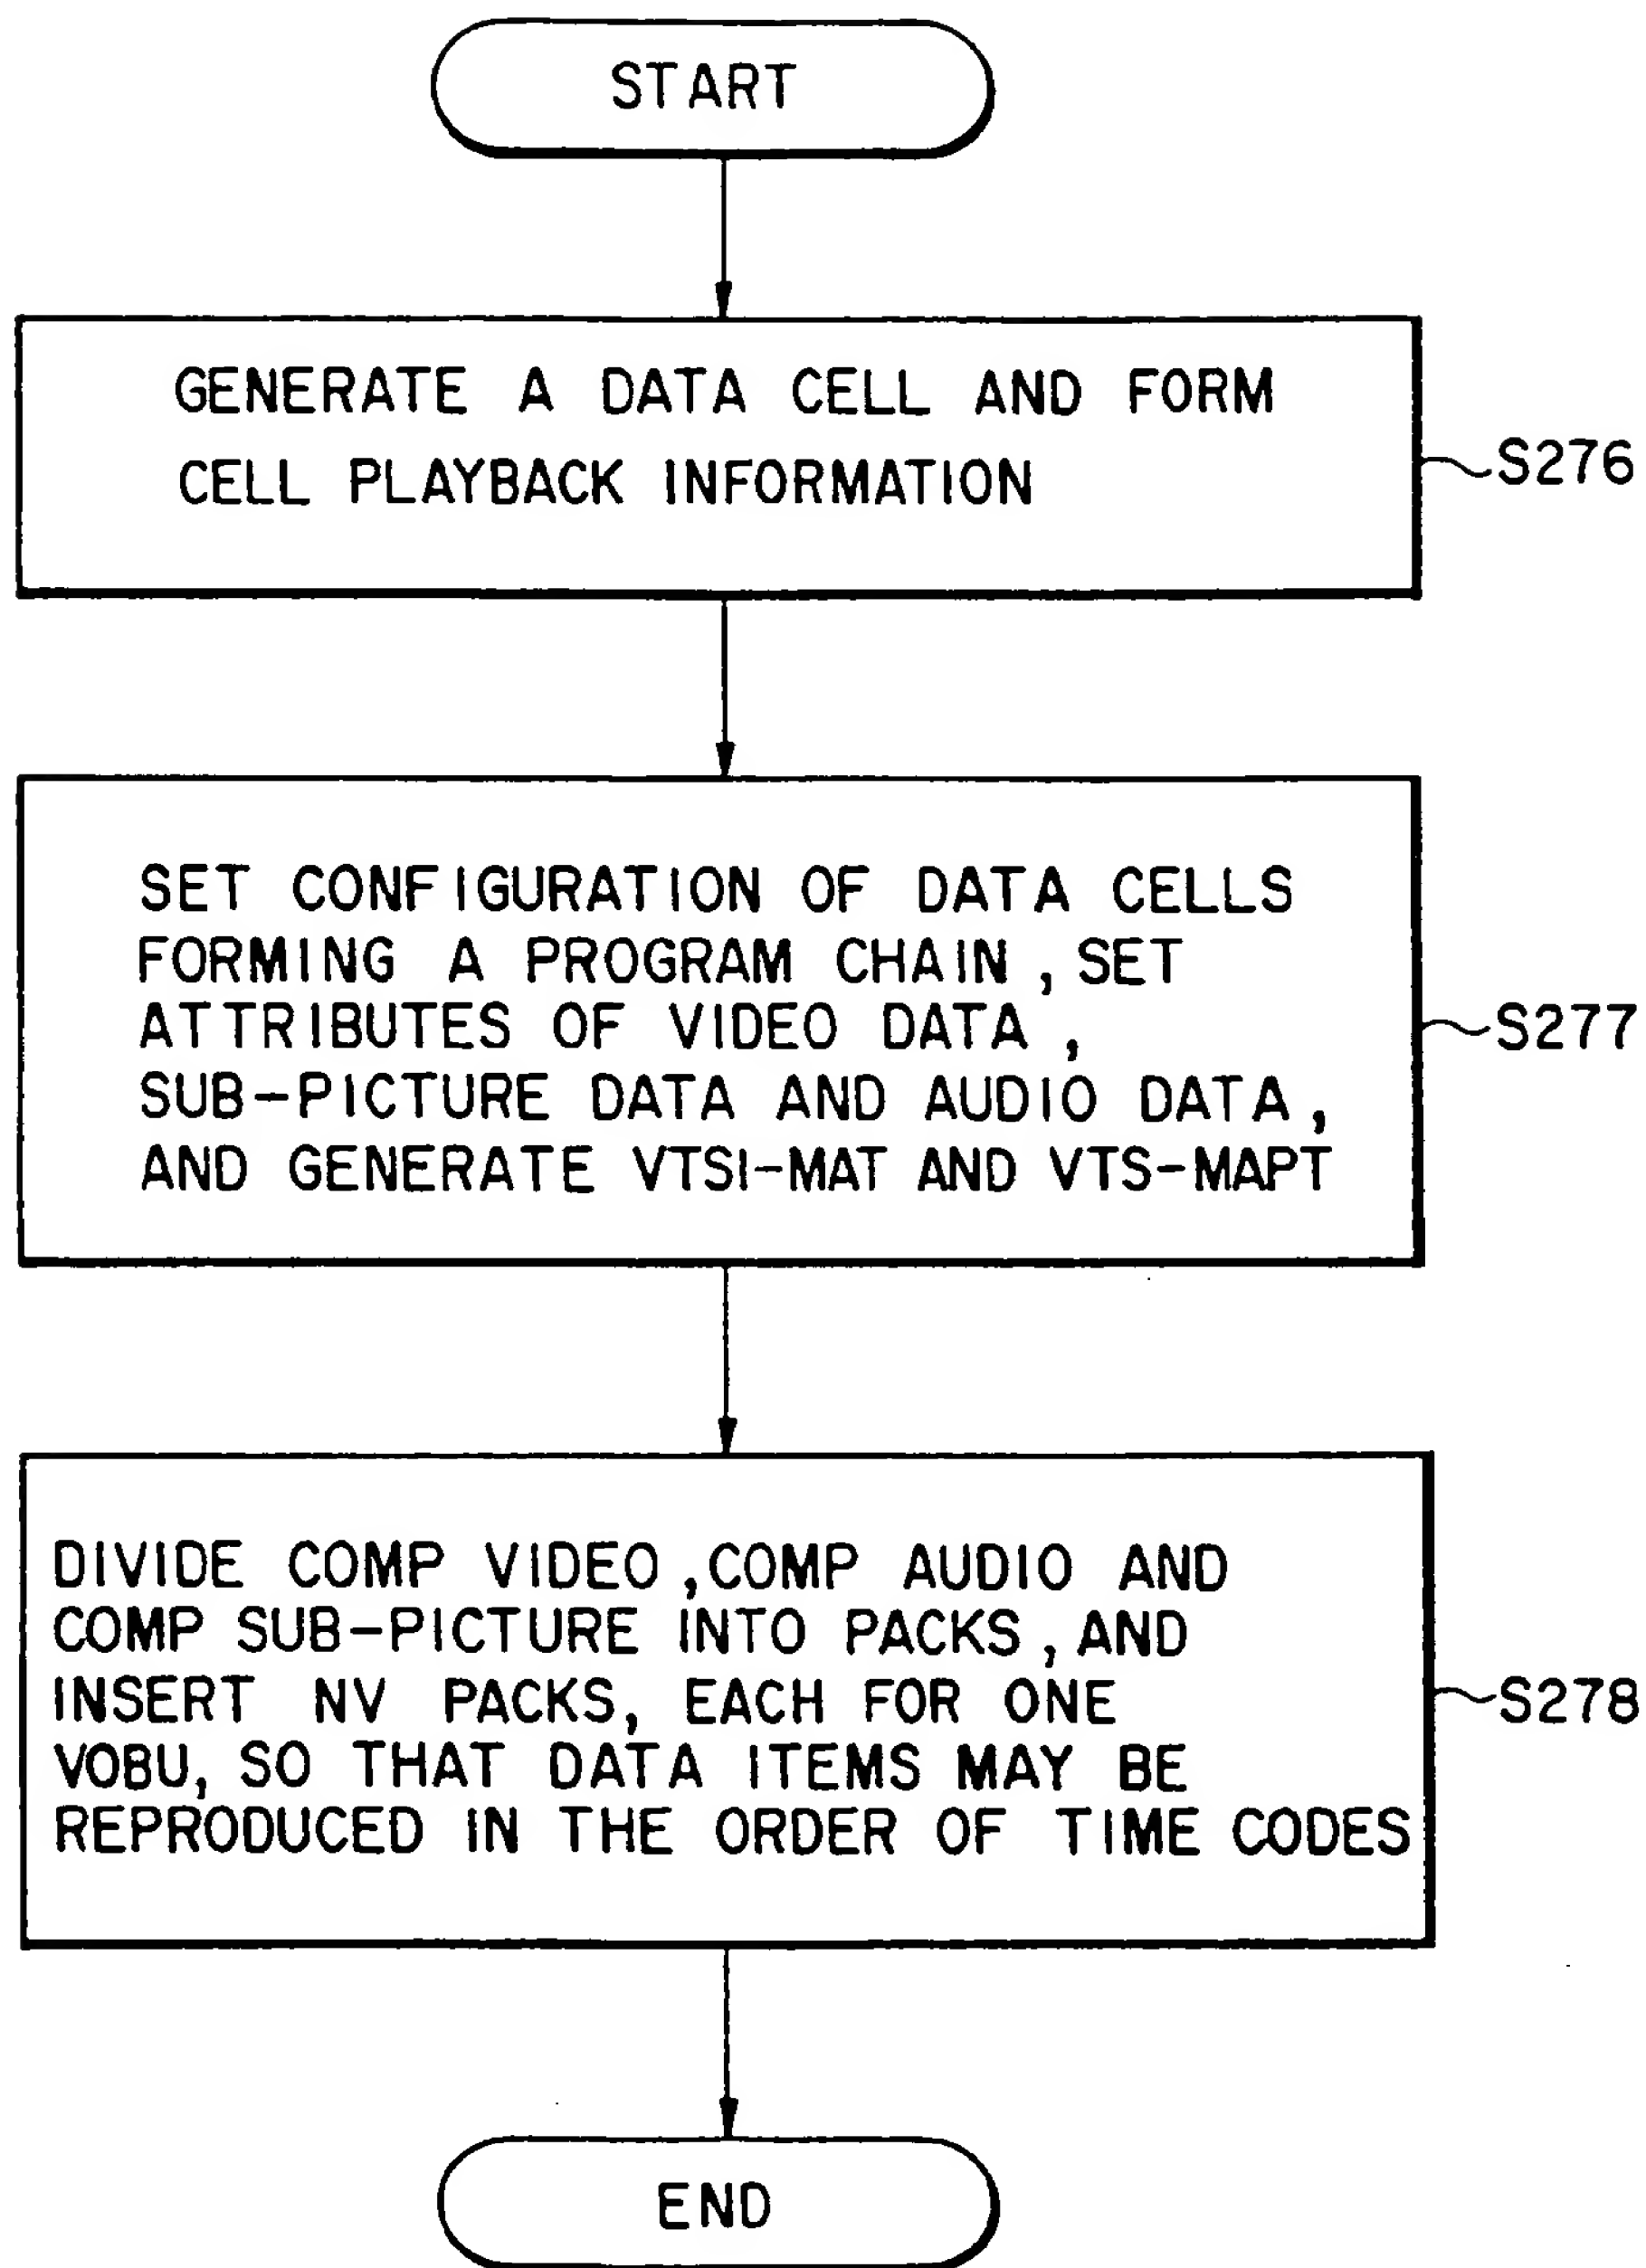 START
GENERATE A DATA CELL AND FORM
CELL PLAYBACK INFORMATION
S276
SET CONFIGURATION OF DATA CELLS
FORMING A PROGRAM CHAIN, SET
ATTRIBUTES OF VIDEO DATA,
SUB-PICTURE DATA AND AUDIO DATA,
AND GENERATE VTSI-MAT AND VTS-MAPT
S277
DIVIDE COMP VIDEO, COMP AUDIO AND
COMP SUB-PICTURE INTO PACKS, AND
INSERT NV PACKS, EACH FOR ONE
VOBU, SO THAT DATA ITEMS MAY BE
REPRODUCED IN THE ORDER OF TIME CODES
S278
END